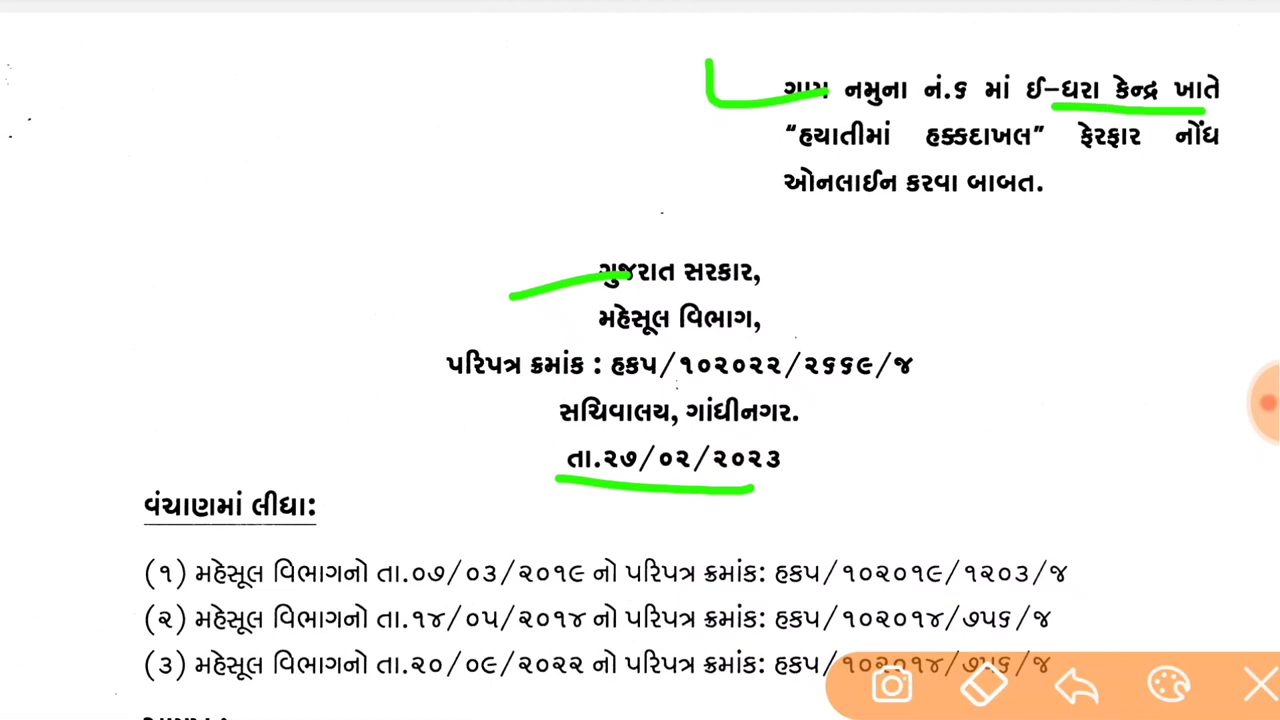 ગામ નમુના નં.૬ માં ઈ-ધરા કેન્દ્ર ખાતે
“હયાતીમાં હક્કદાખલ” ફેરફાર નોંધ
ઓનલાઈન કરવા બાબત.
ગુજરાત સરકાર,
મહેસૂલ વિભાગ,
પરિપત્ર ક્રમાંક : હકપ/૧૦૨૦૨૨/૨૬૬૯/જ
સચિવાલય, ગાંધીનગર.
તા.૨૭/૦૨/૨૦૨૩
વંચાણમાં લીધા:
(૧) મહેસૂલ વિભાગનો તા.૦૭/૦૩/૨૦૧૯ નો પરિપત્ર ક્રમાંક: હકપ/૧૦૨૦૧૯/૧૨૦૩/જ
(૨) મહેસૂલ વિભાગનો તા.૧૪/૦૫/૨૦૧૪ નો પરિપત્ર ક્રમાંક: હકપ/૧૦૨૦૧૪/૭૫૬/જ
(૩) મહેસૂલ વિભાગનો તા.૨૦/૦૯/૨૦૨૨ નો પરિપત્ર ક્રમાંક: હકપ/૧૦૨૦૧૪/૭૫૬/જ